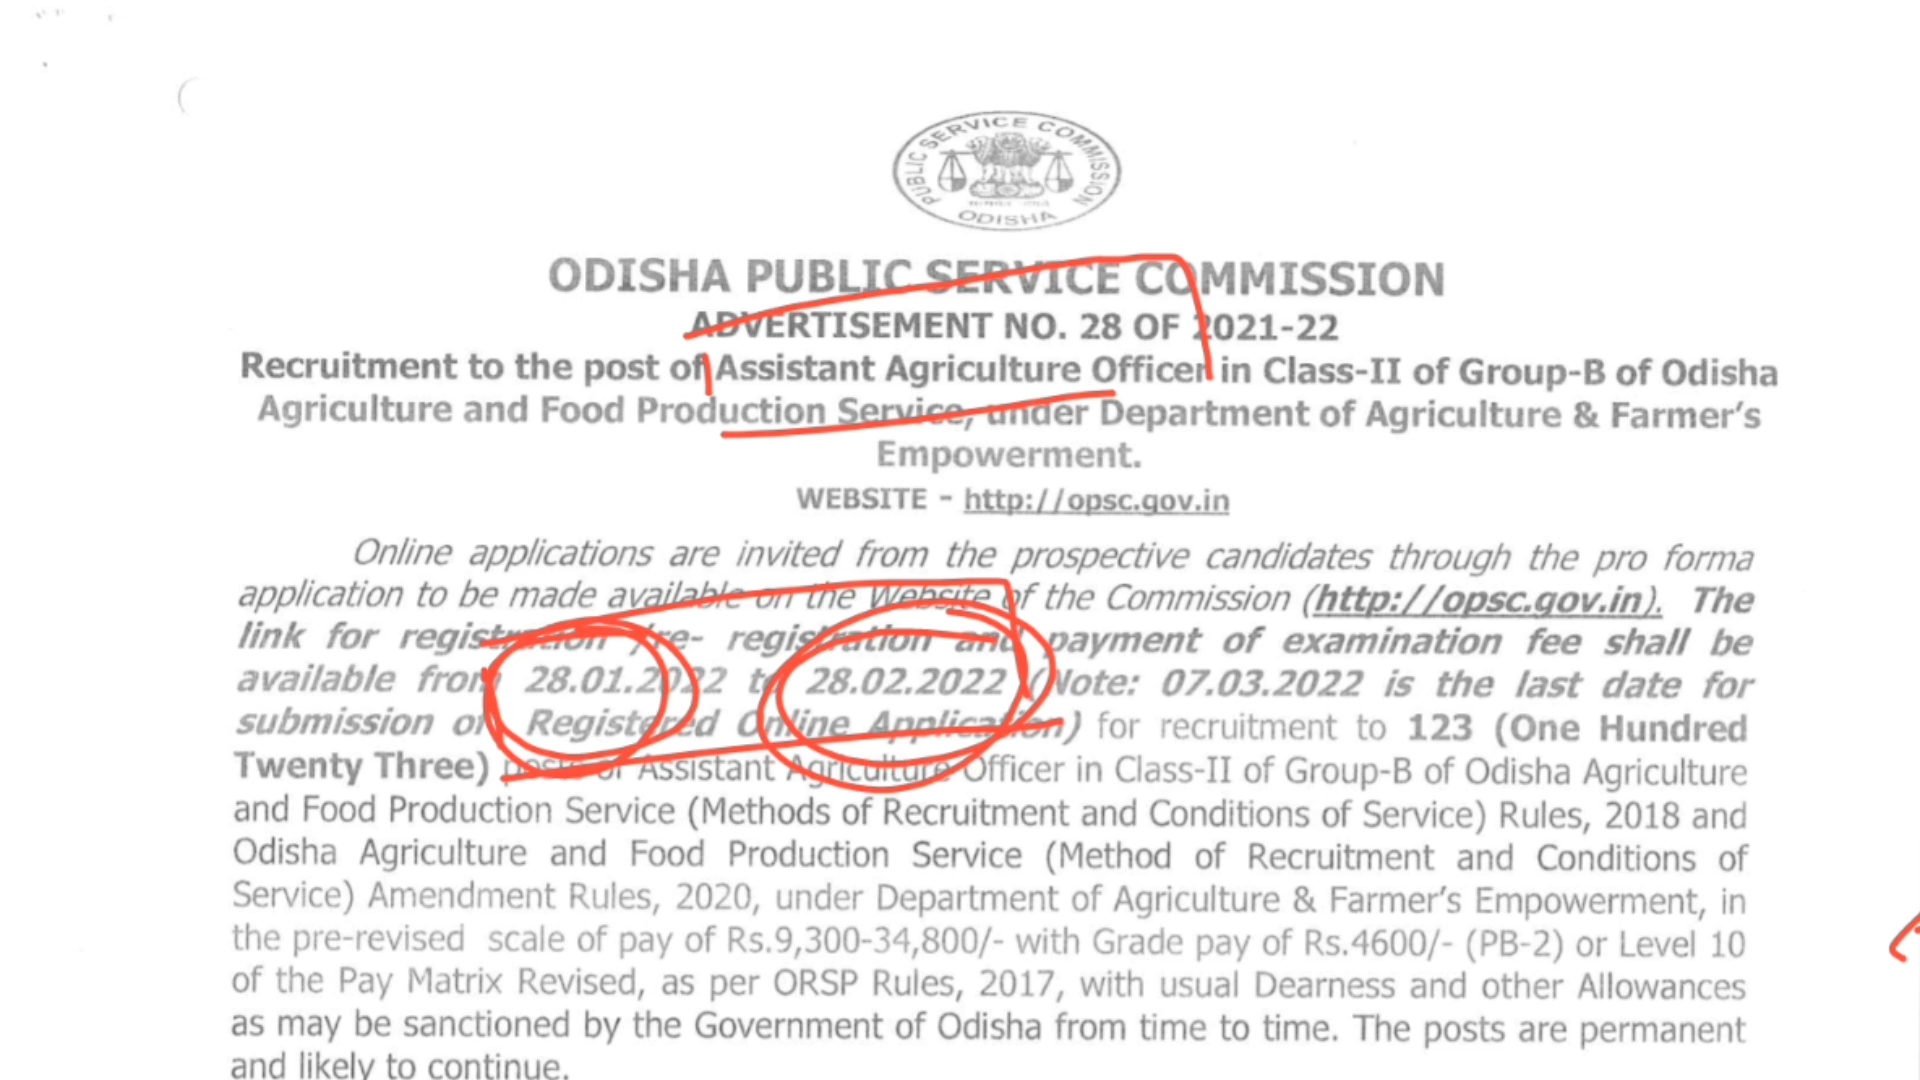 PUBLIC SERVICE COMMISSION
ODISHA
ODISHA PUBLIC SERVICE COMMISSION
ADVERTISEMENT NO. 28 OF 2021-22
Recruitment to the post of Assistant Agriculture Officer in Class-II of Group-B of Odisha
Agriculture and Food Production Service, under Department of Agriculture & Farmer's
Empowerment.
WEBSITE - http://opsc.gov.in
Online applications are invited from the prospective candidates through the pro forma
application to be made available on the Website of the Commission (http://opsc.gov.in). The
link for registration /re- registration and payment of examination fee shall be
available from 28.01.2022 to 28.02.2022 (Note: 07.03.2022 is the last date for
submission of Registered Online Application) for recruitment to 123 (One Hundred
Twenty Three) posts of Assistant Agriculture Officer in Class-II of Group-B of Odisha Agriculture
and Food Production Service (Methods of Recruitment and Conditions of Service) Rules, 2018 and
Odisha Agriculture and Food Production Service (Method of Recruitment and Conditions of
Service) Amendment Rules, 2020, under Department of Agriculture & Farmer's Empowerment, in
the pre-revised scale of pay of Rs.9,300-34,800/- with Grade pay of Rs.4600/- (PB-2) or Level 10
of the Pay Matrix Revised, as per ORSP Rules, 2017, with usual Dearness and other Allowances
as may be sanctioned by the Government of Odisha from time to time. The posts are permanent
and likely to continue.